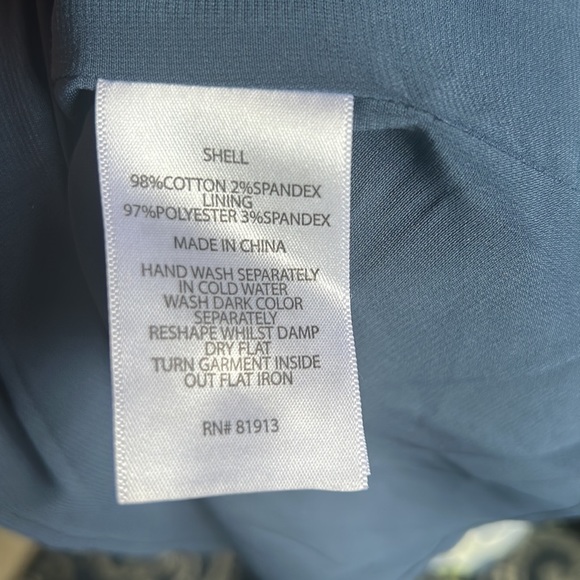 SHELL
98%COTTON 2%SPANDEX
LINING
97%POLYESTER 3%SPANDEX
MADE IN CHINA
HAND WASH SEPARATELY
IN COLD WATER
WASH DARK COLOR
SEPARATELY
RESHAPE WHILST DAMP
DRY FLAT
TURN GARMENT INSIDE
OUT FLAT IRON
RN# 81913